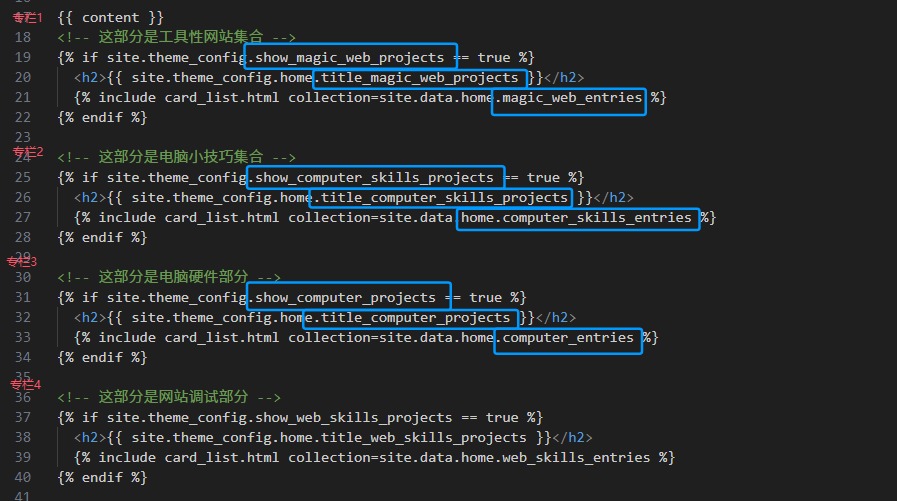 专栏1
17 {{ content }}
18 <!-- 这部分是工具性网站集合 -->
19 {% if site.theme_config.show_magic_web_projects == true %}
20 <h2>{{ site.theme_config.home.title_magic_web_projects }}</h2>
21 {% include card_list.html collection=site.data.home.magic_web_entries %}
22 {% endif %}
23
专栏2
24 <!-- 这部分是电脑小技巧集合 -->
25 {% if site.theme_config.show_computer_skills_projects == true %}
26 <h2>{{ site.theme_config.home.title_computer_skills_projects }}</h2>
27 {% include card_list.html collection=site.data.home.computer_skills_entries %}
28 {% endif %}
29
专栏3
30 <!-- 这部分是电脑硬件部分 -->
31 {% if site.theme_config.show_computer_projects == true %}
32 <h2>{{ site.theme_config.home.title_computer_projects }}</h2>
33 {% include card_list.html collection=site.data.home.computer_entries %}
34 {% endif %}
35
专栏4
36 <!-- 这部分是网站调试部分 -->
37 {% if site.theme_config.show_web_skills_projects == true %}
38 <h2>{{ site.theme_config.home.title_web_skills_projects }}</h2>
39 {% include card_list.html collection=site.data.home.web_skills_entries %}
40 {% endif %}
41